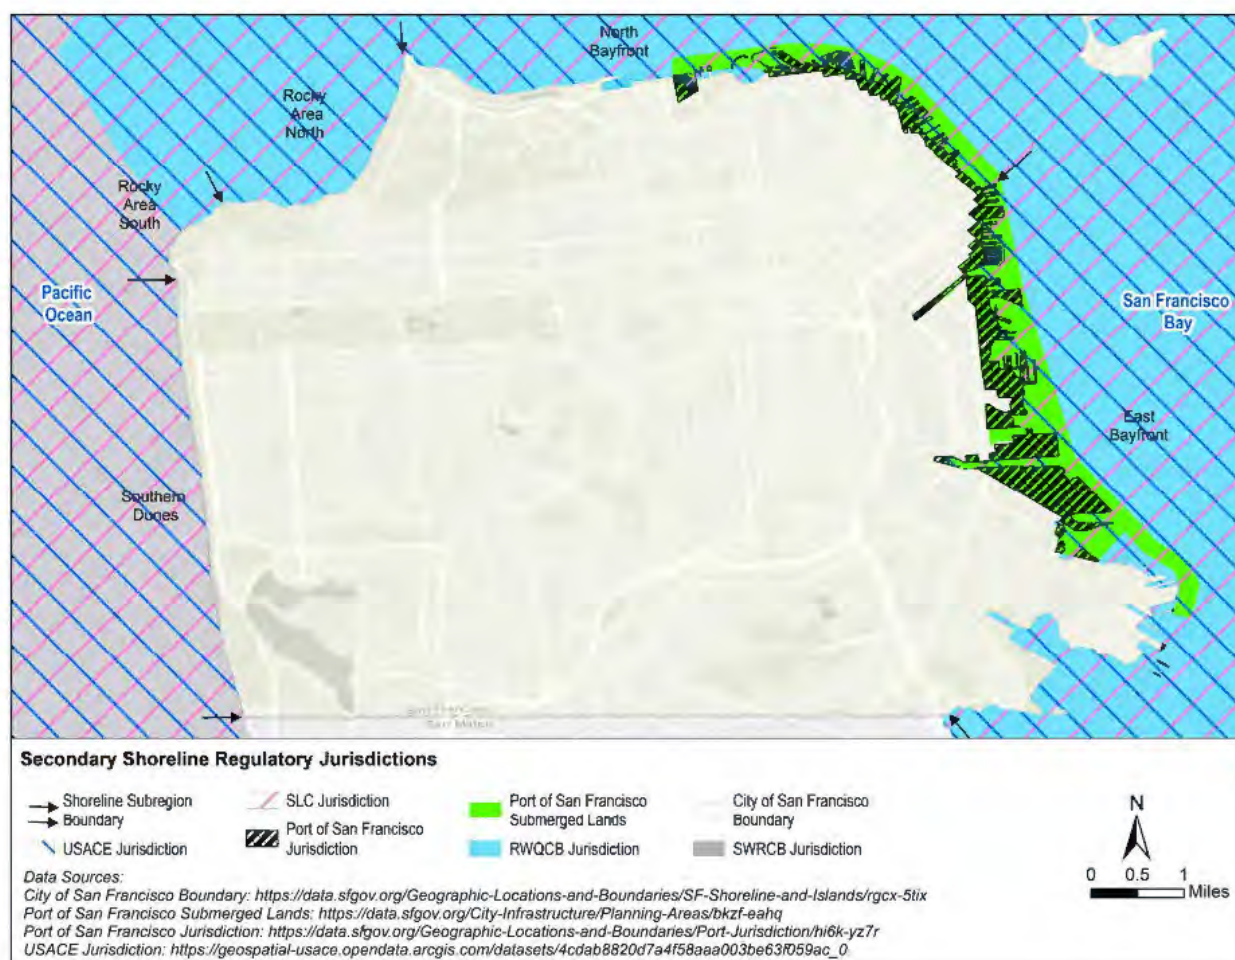 North
Bayfront
Rocky
Area
North
Rocky
Area
South
Pacific
Ocean
San Francisco
Bay
East
Bayfront
Southern
Dunes
San Mateo
Secondary Shoreline Regulatory Jurisdictions
Shoreline Subregion
Boundary
USACE Jurisdiction
SLC Jurisdiction
Port of San Francisco
Jurisdiction
Port of San Francisco
Submerged Lands
RWQCB Jurisdiction
City of San Francisco
Boundary
SWRCB Jurisdiction
N
0 0.5 1
Miles
Data Sources:
City of San Francisco Boundary: https://data.sfgov.org/Geographic-Locations-and-Boundaries/SF-Shoreline-and-Islands/rgcx-5tix
Port of San Francisco Submerged Lands: https://data.sfgov.org/City-Infrastructure/Planning-Areas/bkzf-eahq
Port of San Francisco Jurisdiction: https://data.sfgov.org/Geographic-Locations-and-Boundaries/Port-Jurisdiction/hi6k-yz7r
USACE Jurisdiction: https://geospatial-usace.opendata.arcgis.com/datasets/4cdab8820d7a4f58aaa003be63f059ac_0